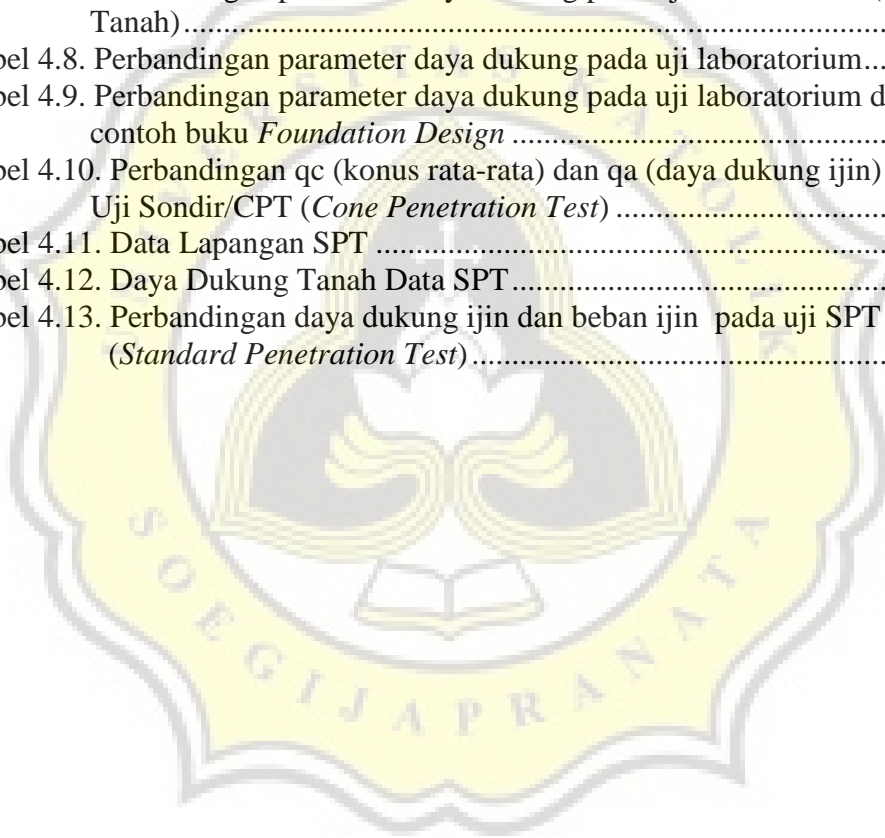 Tanah)
bel 4.8. Perbandingan parameter daya dukung pada uji laboratorium
bel 4.9. Perbandingan parameter daya dukung pada uji laboratorium d
contoh buku Foundation Design
bel 4.10. Perbandingan qc (konus rata-rata) dan qa (daya dukung ijin)
Uji Sondir/CPT (Cone Penetration Test)
bel 4.11. Data Lapangan SPT
bel 4.12. Daya Dukung Tanah Data SPT
bel 4.13. Perbandingan daya dukung ijin dan beban ijin pada uji SPT
(Standard Penetration Test)
SOEGIJAPRANATA